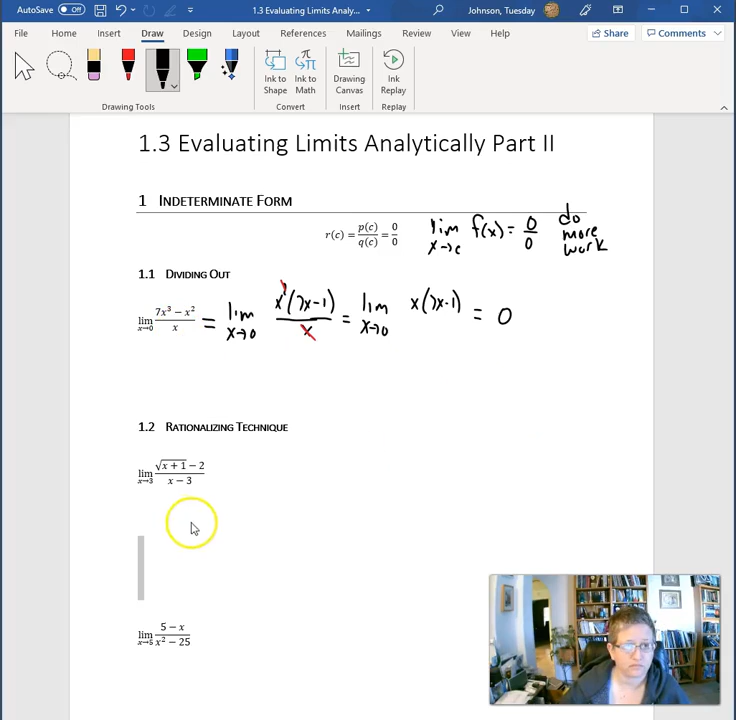 AutoSave Off 1.3 Evaluating Limits Analy... Johnson, Tuesday
File Home Insert Draw Design Layout References Mailings Review View Help Share Comments
Ink to Shape Ink to Math Drawing Canvas Ink Replay
Drawing Tools Convert Insert Replay
1.3 Evaluating Limits Analytically Part II
1 INDETERMINATE FORM
r(c) = p(c)/q(c) = 0/0 lim x→c f(x) = 0/0 do more work
1.1 DIVIDING OUT
lim x→0 (7x³ − x²)/x = lim x→0 x²(7x-1)/x = lim x→0 x(7x-1) = 0
1.2 RATIONALIZING TECHNIQUE
lim x→3 (√(x + 1) − 2)/(x − 3)
lim x→5 (5 − x)/(x² − 25)